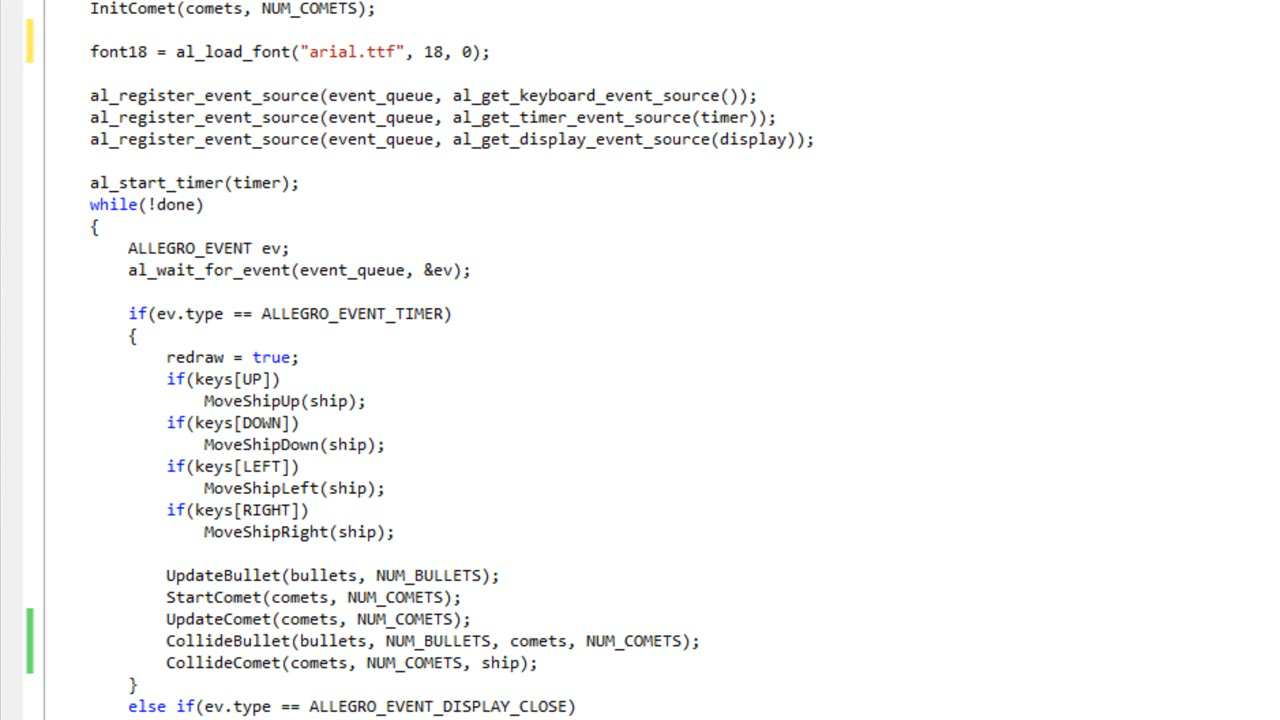 InitComet(comets, NUM_COMETS);
font18 = al_load_font("arial.ttf", 18, 0);
al_register_event_source(event_queue, al_get_keyboard_event_source());
al_register_event_source(event_queue, al_get_timer_event_source(timer));
al_register_event_source(event_queue, al_get_display_event_source(display));
al_start_timer(timer);
while(!done)
{
ALLEGRO_EVENT ev;
al_wait_for_event(event_queue, &ev);
if(ev.type == ALLEGRO_EVENT_TIMER)
{
redraw = true;
if(keys[UP])
MoveShipUp(ship);
if(keys[DOWN])
MoveShipDown(ship);
if(keys[LEFT])
MoveShipLeft(ship);
if(keys[RIGHT])
MoveShipRight(ship);
UpdateBullet(bullets, NUM_BULLETS);
StartComet(comets, NUM_COMETS);
UpdateComet(comets, NUM_COMETS);
CollideBullet(bullets, NUM_BULLETS, comets, NUM_COMETS);
CollideComet(comets, NUM_COMETS, ship);
}
else if(ev.type == ALLEGRO_EVENT_DISPLAY_CLOSE)